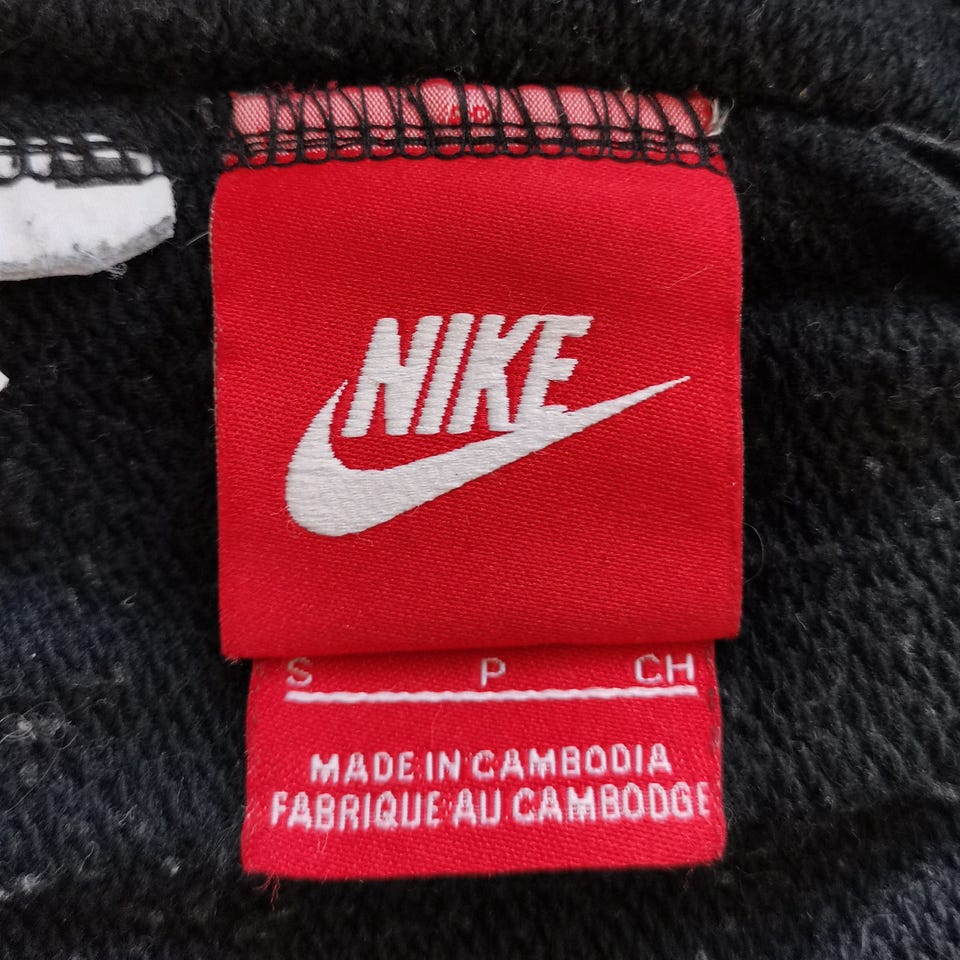 NIKE
S P CH
MADE IN CAMBODIA
FABRIQUE AU CAMBODGE